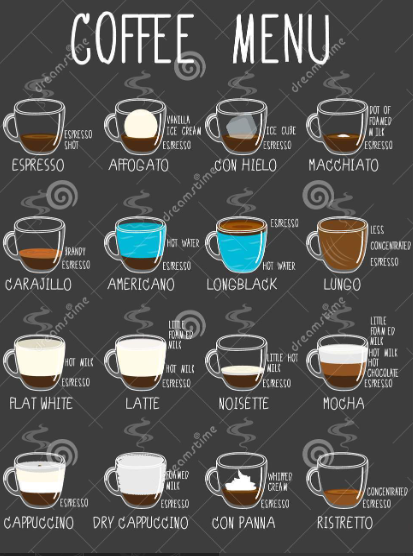 COFFEE MENU
ESPRESSO
SHOT
ESPRESSO
VANILLA
ICE CREAM
ESPRESSO
AFFOGATO
ICE CUBE
ESPRESSO
CON HIELO
DOT OF
FOAMED
MILK
ESPRESSO
MACCHIATO
BRANDY
ESPRESSO
CARAJILLO
HOT WATER
ESPRESSO
AMERICANO
ESPRESSO
HOT WATER
LONGBLACK
LESS
CONCENTRATED
ESPRESSO
LUNGO
HOT MILK
ESPRESSO
FLAT WHITE
LITTLE
FOAMED
MILK
HOT MILK
ESPRESSO
LATTE
LITTLE HOT
MILK
ESPRESSO
NOISETTE
LITTLE
FOAMED
MILK
HOT MILK
HOT
CHOCOLATE
ESPRESSO
MOCHA
ESPRESSO
CAPPUCCINO
FOAMED
MILK
ESPRESSO
DRY CAPPUCCINO
WHIPPED
CREAM
ESPRESSO
CON PANNA
CONCENTRATED
ESPRESSO
RISTRETTO
dreamstime